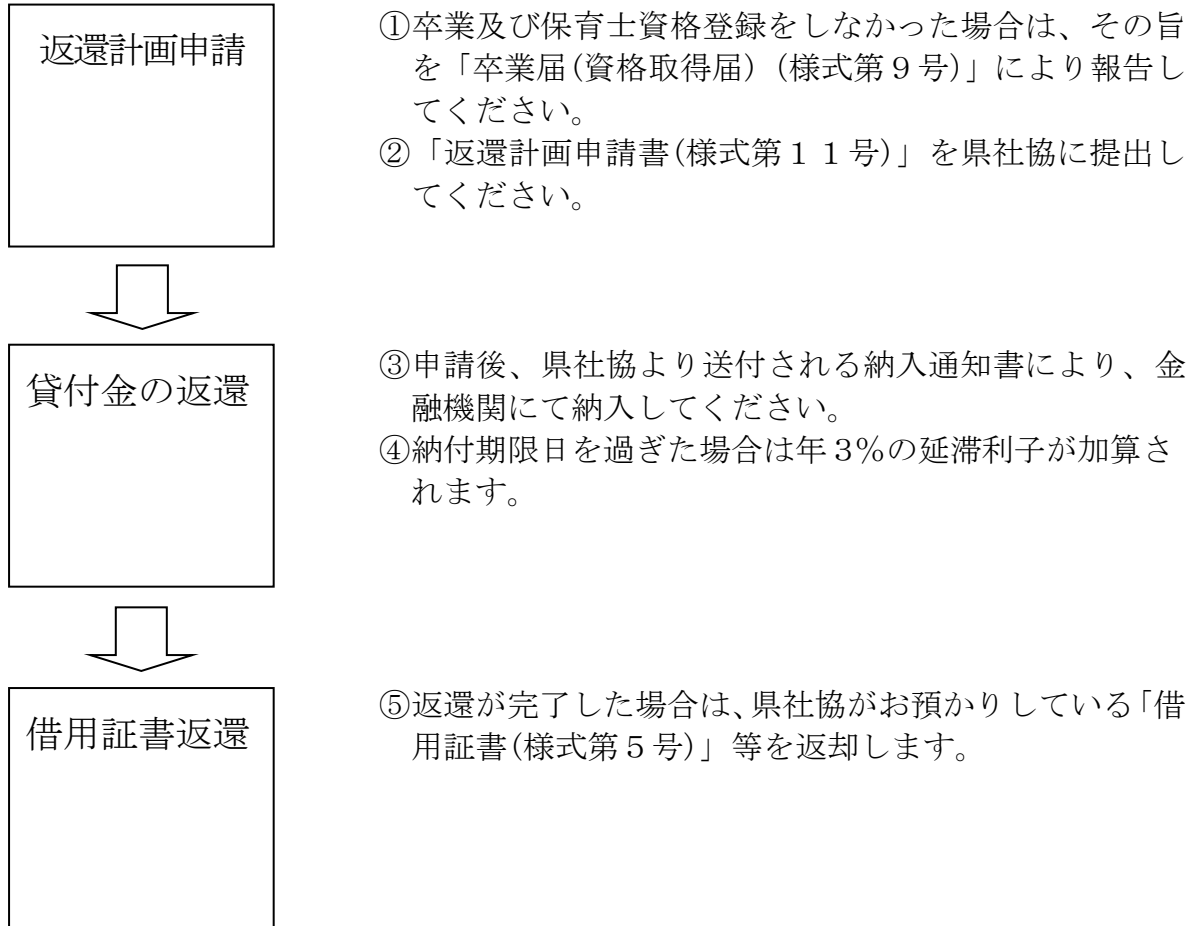 返還計画申請
①卒業及び保育士資格登録をしなかった場合は、その旨
を「卒業届(資格取得届) (様式第９号)」により報告し
てください。
②「返還計画申請書(様式第１１号)」を県社協に提出し
てください。
貸付金の返還
③申請後、県社協より送付される納入通知書により、金
融機関にて納入してください。
④納付期限日を過ぎた場合は年３％の延滞利子が加算さ
れます。
借用証書返還
⑤返還が完了した場合は、県社協がお預かりしている「借
用証書(様式第５号)」等を返却します。